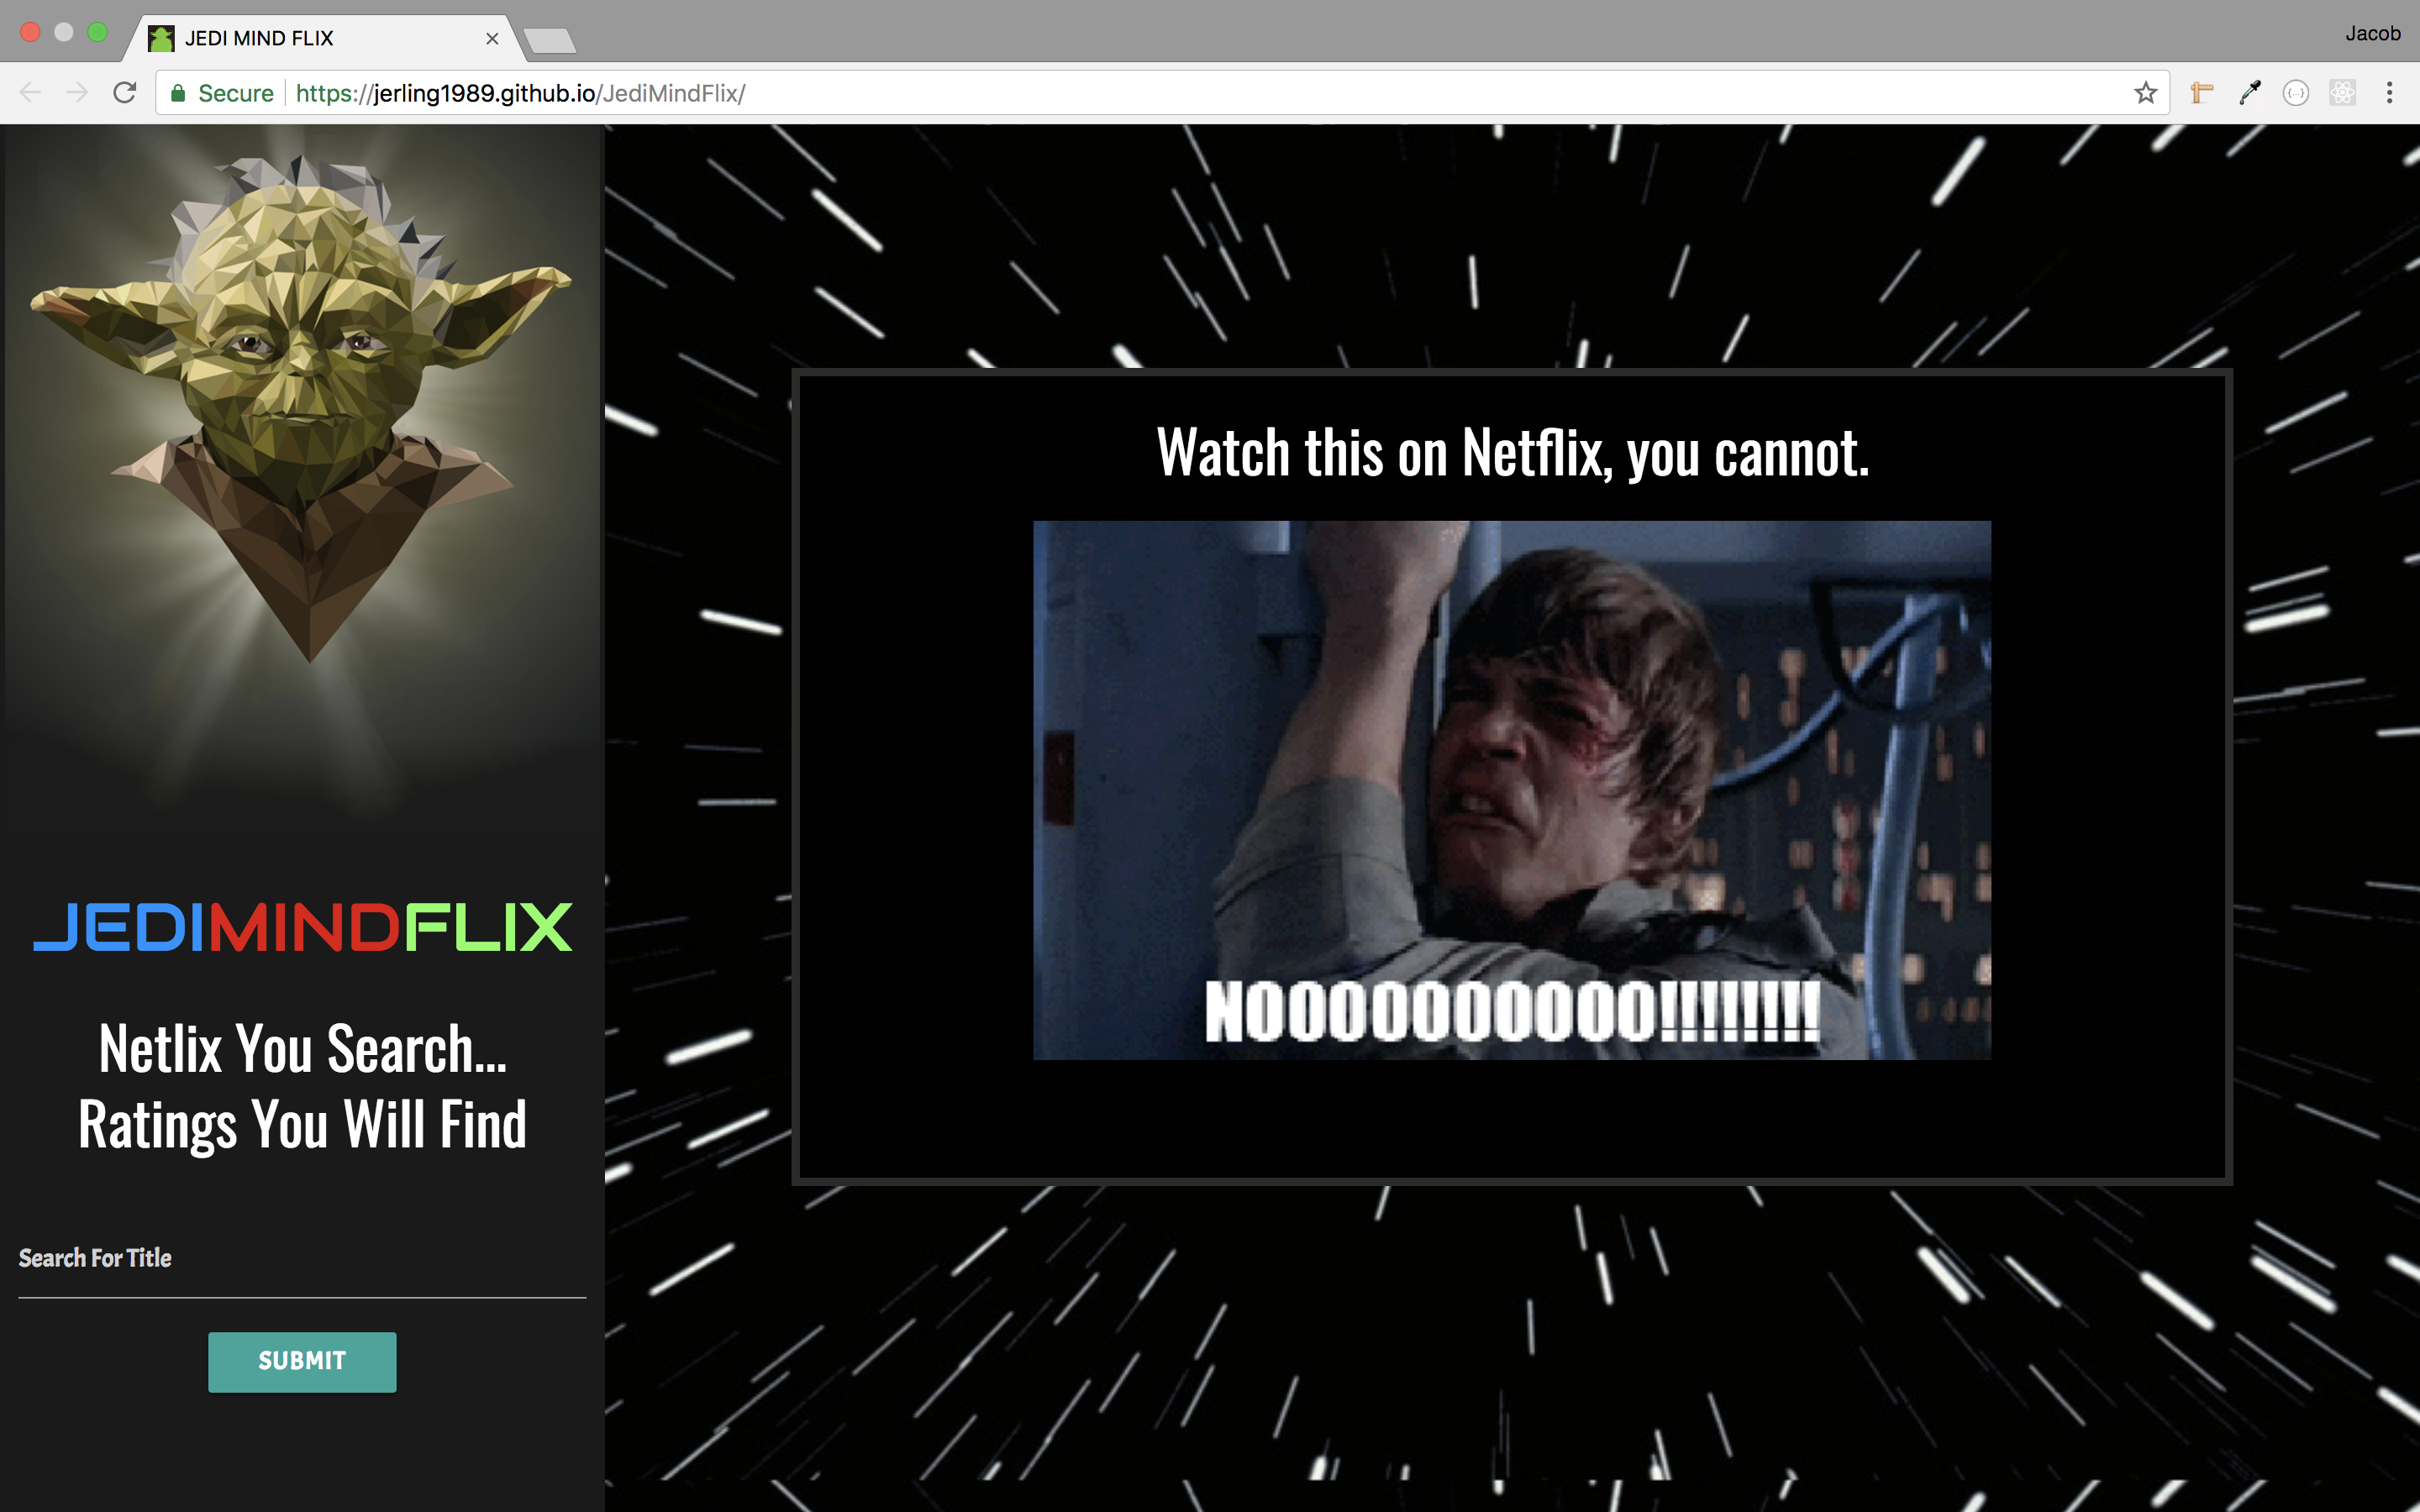 JEDI MIND FLIX
Jacob
Secure https://jerling1989.github.io/JediMindFlix/
JEDIMINDFLIX
Netlix You Search...
Ratings You Will Find
Search For Title
SUBMIT
Watch this on Netflix, you cannot.
NOOOOOOOOOO!!!!!!!!